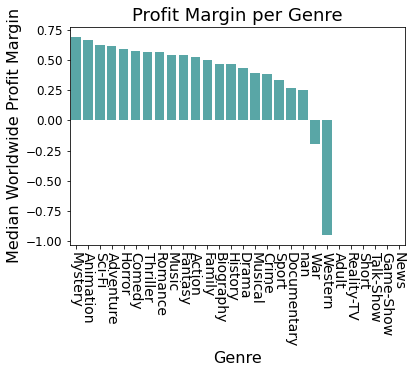 Profit Margin per Genre
Median Worldwide Profit Margin
0.75
0.50
0.25
0.00
−0.25
−0.50
−0.75
−1.00
Mystery
Animation
Sci-Fi
Adventure
Horror
Comedy
Thriller
Romance
Music
Fantasy
Action
Family
Biography
History
Drama
Musical
Crime
Sport
Documentary
nan
War
Western
Adult
Reality-TV
Short
Talk-Show
Game-Show
News
Genre